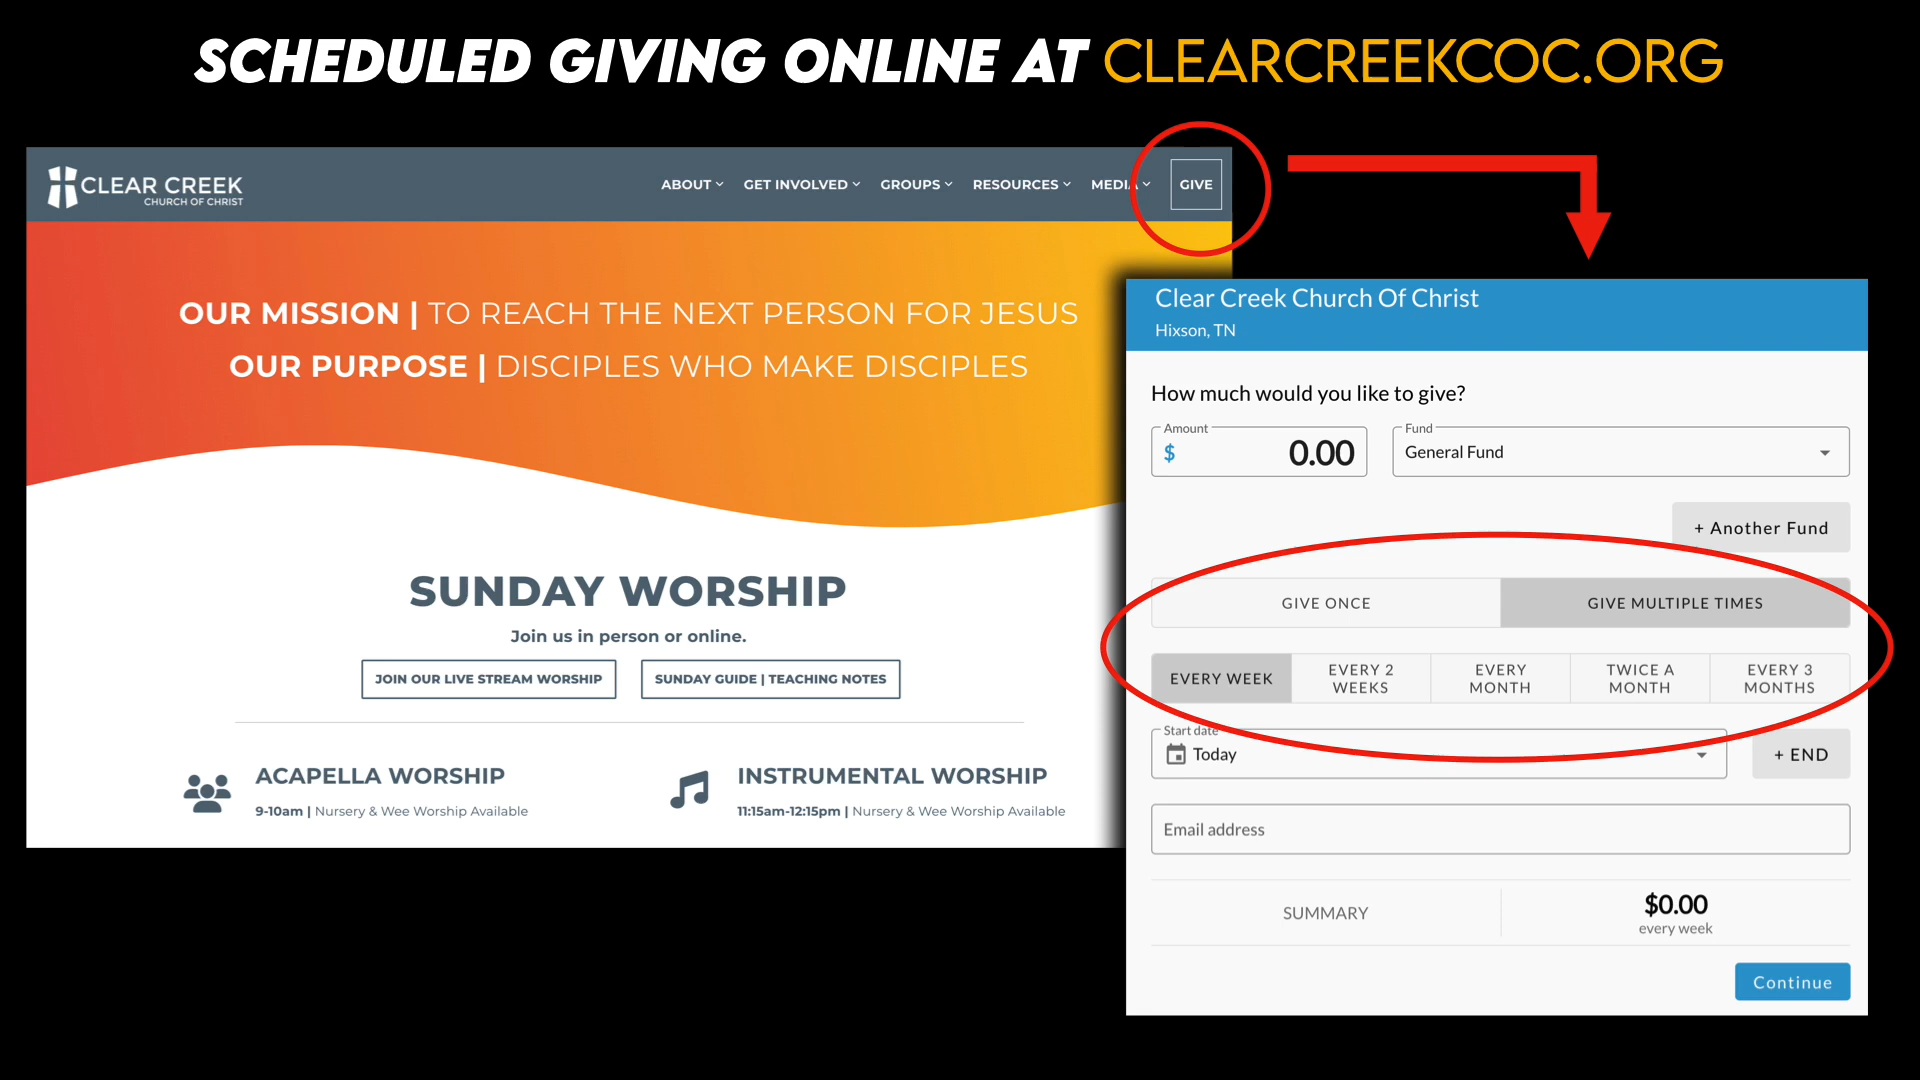 SCHEDULED GIVING ONLINE AT CLEARCREEKCOC.ORG
CLEAR CREEK
CHURCH OF CHRIST
ABOUT GET INVOLVED GROUPS RESOURCES MEDIA GIVE
OUR MISSION | TO REACH THE NEXT PERSON FOR JESUS
OUR PURPOSE | DISCIPLES WHO MAKE DISCIPLES
SUNDAY WORSHIP
Join us in person or online.
JOIN OUR LIVE STREAM WORSHIP
SUNDAY GUIDE | TEACHING NOTES
ACAPELLA WORSHIP
9-10am | Nursery & Wee Worship Available
INSTRUMENTAL WORSHIP
11:15am-12:15pm | Nursery & Wee Worship Available
Clear Creek Church Of Christ
Hixson, TN
How much would you like to give?
Amount
$ 0.00
Fund
General Fund
+ Another Fund
GIVE ONCE
GIVE MULTIPLE TIMES
EVERY WEEK
EVERY 2
WEEKS
EVERY
MONTH
TWICE A
MONTH
EVERY 3
MONTHS
Start date
Today
+ END
Email address
SUMMARY
$0.00
every week
Continue